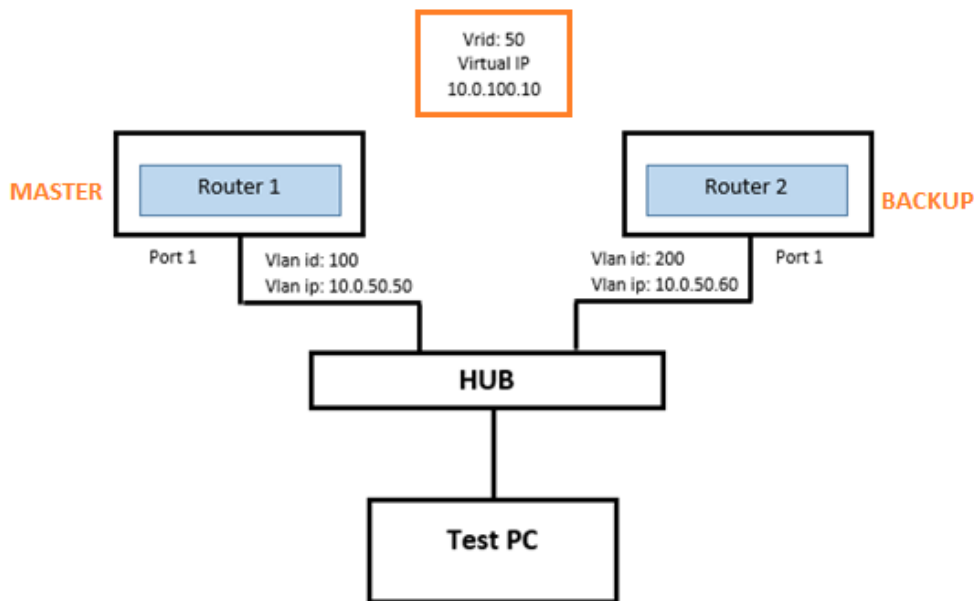 Vrid: 50
Virtual IP
10.0.100.10
MASTER
Router 1
Router 2
BACKUP
Port 1
Vlan id: 100
Vlan ip: 10.0.50.50
Vlan id: 200
Vlan ip: 10.0.50.60
Port 1
HUB
Test PC